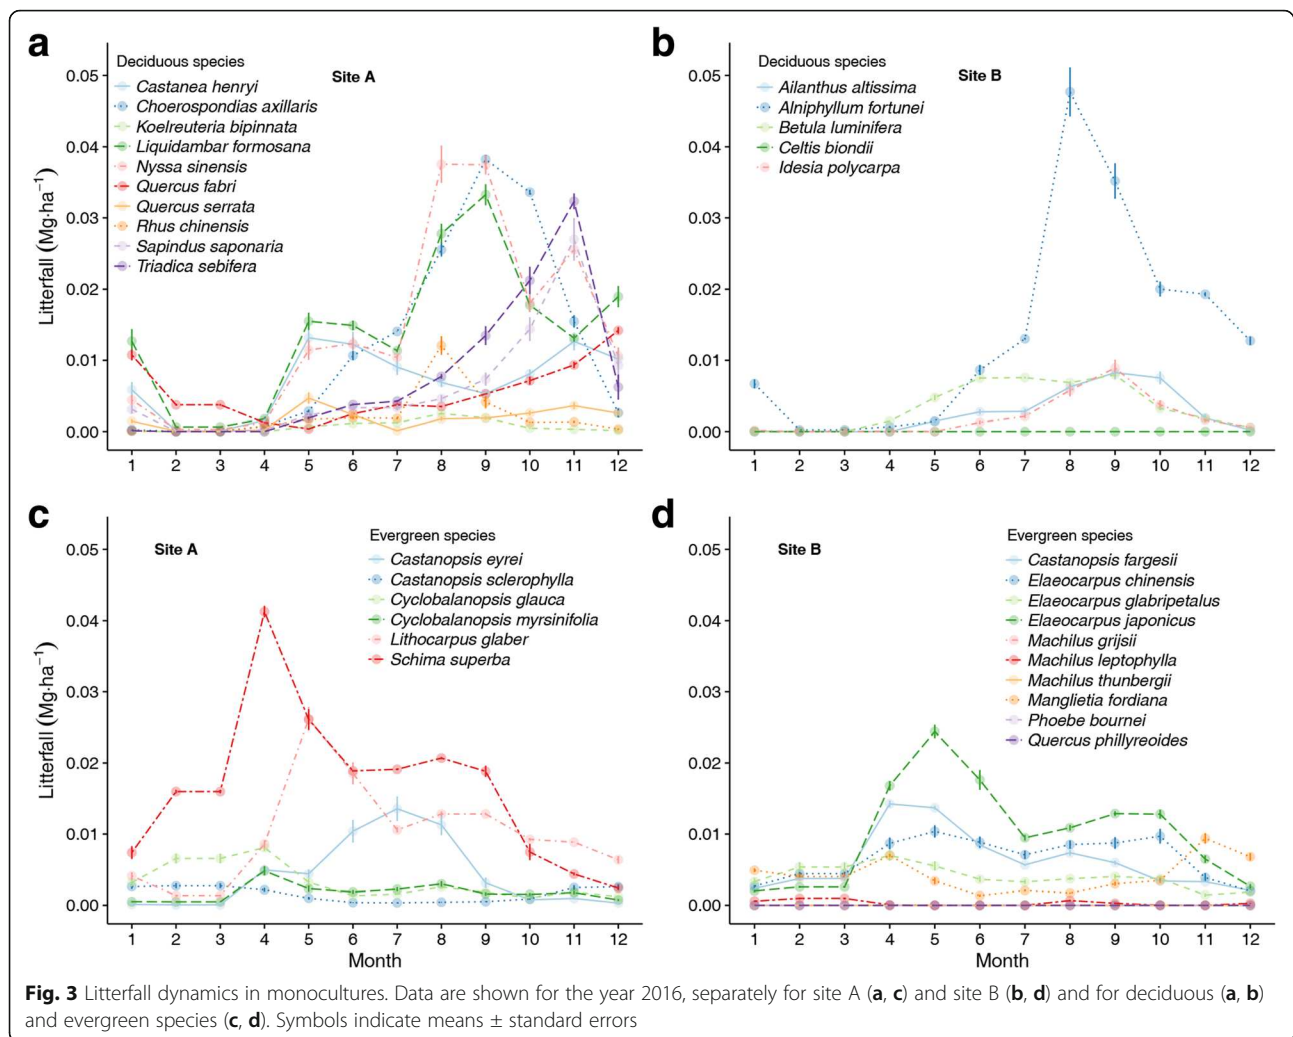 a
Deciduous species
Site A
Castanea henryi
Choerospondias axillaris
Koelreuteria bipinnata
Liquidambar formosana
Nyssa sinensis
Quercus fabri
Quercus serrata
Rhus chinensis
Sapindus saponaria
Triadica sebifera
Litterfall (Mg·ha⁻¹)
0.05
0.04
0.03
0.02
0.01
0.00
1 2 3 4 5 6 7 8 9 10 11 12
b
Deciduous species
Site B
Ailanthus altissima
Alniphyllum fortunei
Betula luminifera
Celtis biondii
Idesia polycarpa
0.05
0.04
0.03
0.02
0.01
0.00
1 2 3 4 5 6 7 8 9 10 11 12
c
Evergreen species
Site A
Castanopsis eyrei
Castanopsis sclerophylla
Cyclobalanopsis glauca
Cyclobalanopsis myrsinifolia
Lithocarpus glaber
Schima superba
Litterfall (Mg·ha⁻¹)
0.05
0.04
0.03
0.02
0.01
0.00
1 2 3 4 5 6 7 8 9 10 11 12
Month
d
Evergreen species
Site B
Castanopsis fargesii
Elaeocarpus chinensis
Elaeocarpus glabripetalus
Elaeocarpus japonicus
Machilus grijsii
Machilus leptophylla
Machilus thunbergii
Manglietia fordiana
Phoebe bournei
Quercus phillyreoides
0.05
0.04
0.03
0.02
0.01
0.00
1 2 3 4 5 6 7 8 9 10 11 12
Month
Fig. 3 Litterfall dynamics in monocultures. Data are shown for the year 2016, separately for site A (a, c) and site B (b, d) and for deciduous (a, b)
and evergreen species (c, d). Symbols indicate means ± standard errors